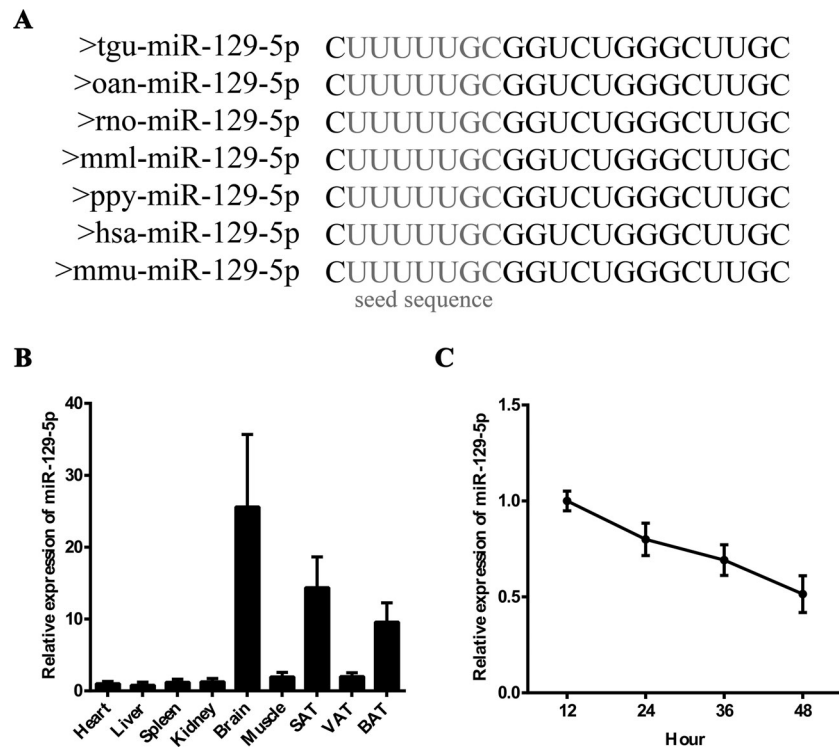 A
>tgu-miR-129-5p CUUUUUGCGGUCUGGGCUUGC
>oan-miR-129-5p CUUUUUGCGGUCUGGGCUUGC
>rno-miR-129-5p CUUUUUGCGGUCUGGGCUUGC
>mml-miR-129-5p CUUUUUGCGGUCUGGGCUUGC
>ppy-miR-129-5p CUUUUUGCGGUCUGGGCUUGC
>hsa-miR-129-5p CUUUUUGCGGUCUGGGCUUGC
>mmu-miR-129-5p CUUUUUGCGGUCUGGGCUUGC
seed sequence
B
Relative expression of miR-129-5p
40
30
20
10
0
Heart
Liver
Spleen
Kidney
Brain
Muscle
SAT
VAT
BAT
C
Relative expression of miR-129-5p
1.5
1.0
0.5
0.0
12 24 36 48
Hour